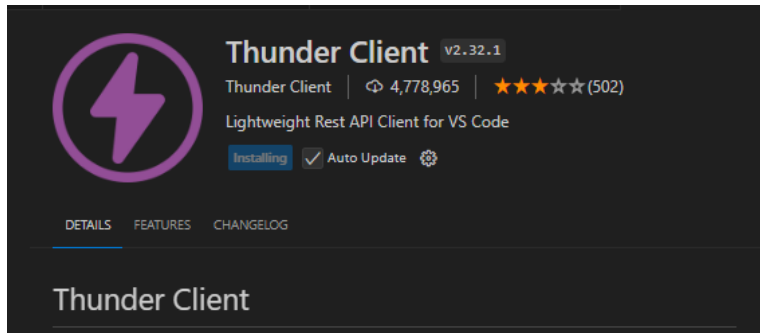 Thunder Client v2.32.1
Thunder Client 4,778,965 (502)
Lightweight Rest API Client for VS Code
Installing Auto Update
DETAILS FEATURES CHANGELOG
Thunder Client